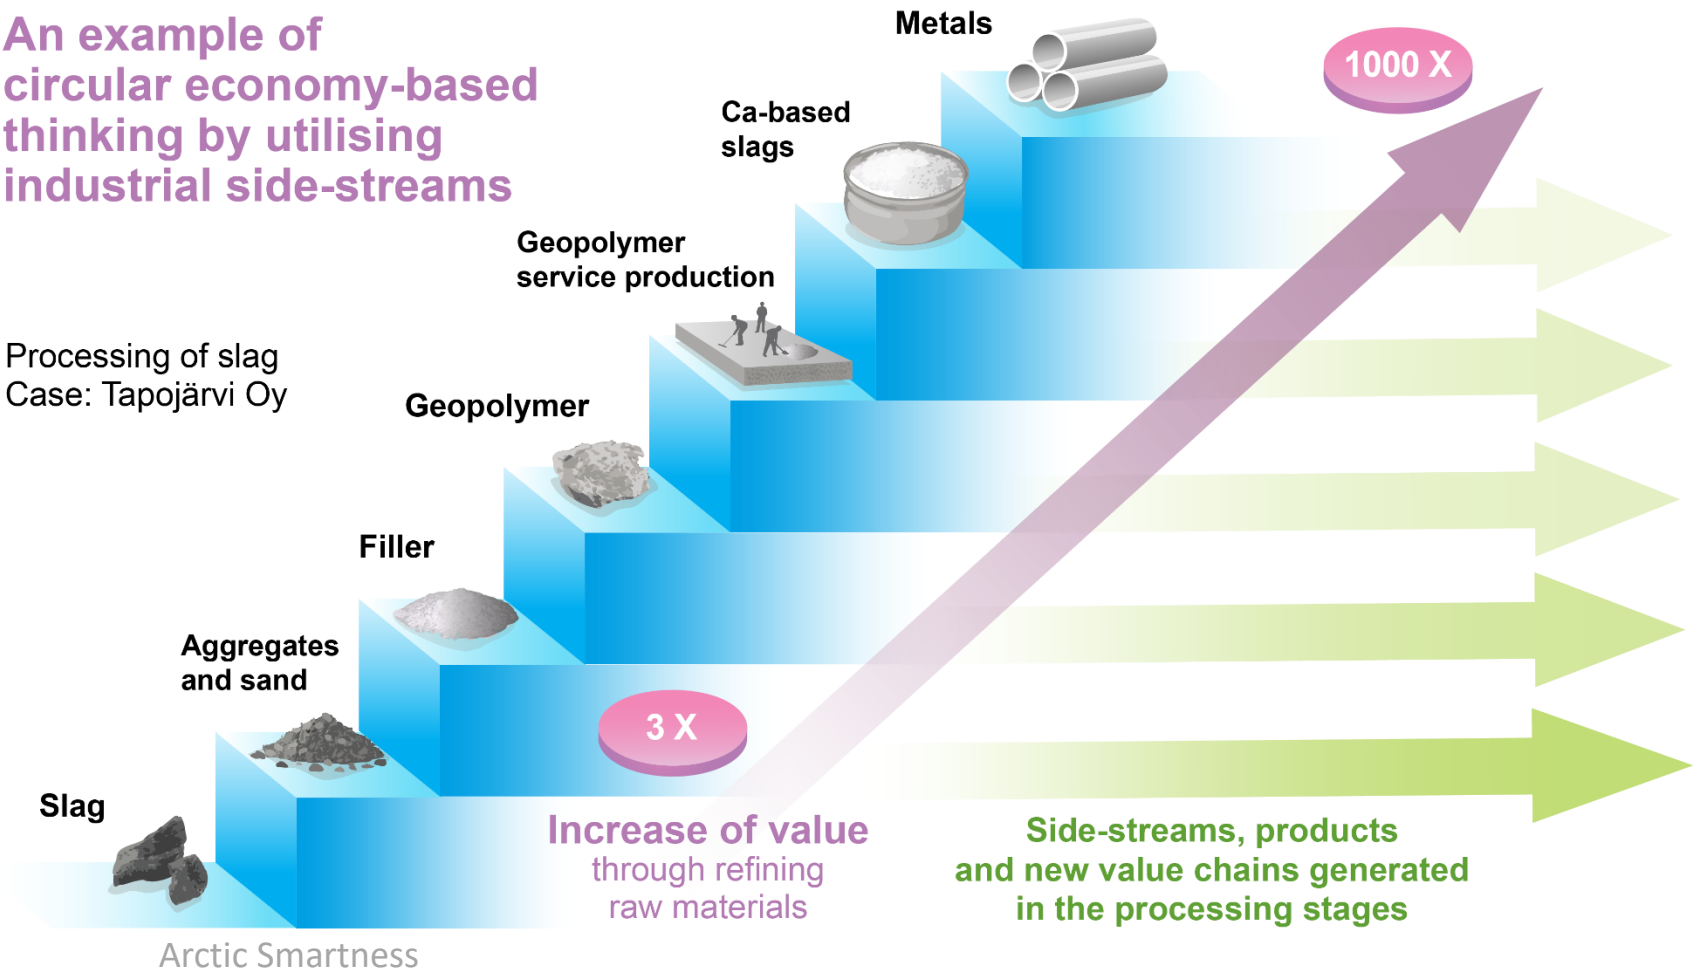 An example of
circular economy-based
thinking by utilising
industrial side-streams
Processing of slag
Case: Tapojärvi Oy
Metals
1000 X
Ca-based
slags
Geopolymer
service production
Geopolymer
Filler
Aggregates
and sand
Slag
3 X
Increase of value
through refining
raw materials
Side-streams, products
and new value chains generated
in the processing stages
Arctic Smartness